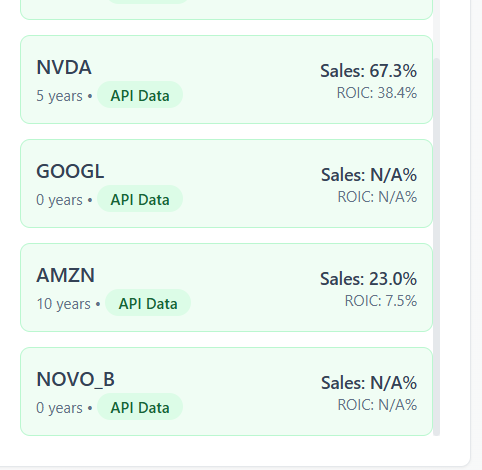 NVDA
Sales: 67.3%
5 years • API Data
ROIC: 38.4%
GOOGL
Sales: N/A%
0 years • API Data
ROIC: N/A%
AMZN
Sales: 23.0%
10 years • API Data
ROIC: 7.5%
NOVO_B
Sales: N/A%
0 years • API Data
ROIC: N/A%